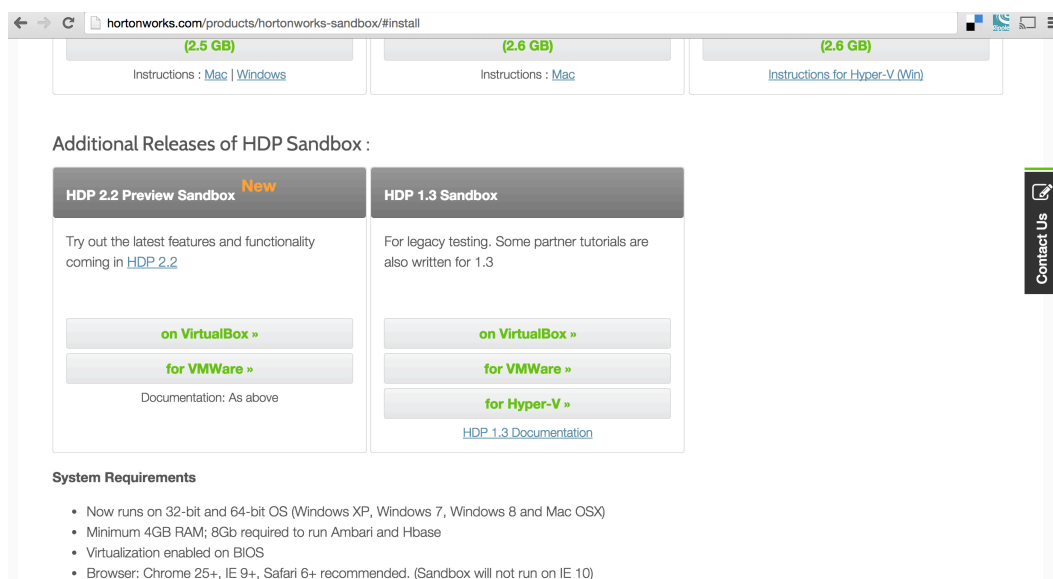 hortonworks.com/products/hortonworks-sandbox/#install
(2.5 GB)
Instructions : Mac | Windows
(2.6 GB)
Instructions : Mac
(2.6 GB)
Instructions for Hyper-V (Win)
Additional Releases of HDP Sandbox :
HDP 2.2 Preview Sandbox New
Try out the latest features and functionality
coming in HDP 2.2
on VirtualBox »
for VMWare »
Documentation: As above
HDP 1.3 Sandbox
For legacy testing. Some partner tutorials are
also written for 1.3
on VirtualBox »
for VMWare »
for Hyper-V »
HDP 1.3 Documentation
Contact Us
System Requirements
• Now runs on 32-bit and 64-bit OS (Windows XP, Windows 7, Windows 8 and Mac OSX)
• Minimum 4GB RAM; 8Gb required to run Ambari and Hbase
• Virtualization enabled on BIOS
• Browser: Chrome 25+, IE 9+, Safari 6+ recommended. (Sandbox will not run on IE 10)